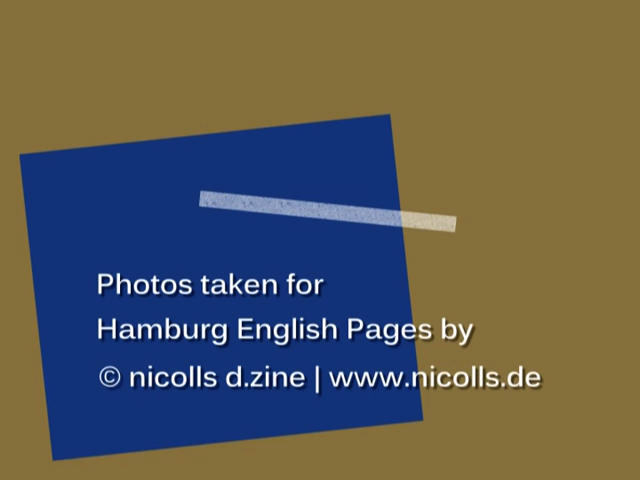 Photos taken for
Hamburg English Pages by
© nicolls d.zine | www.nicolls.de